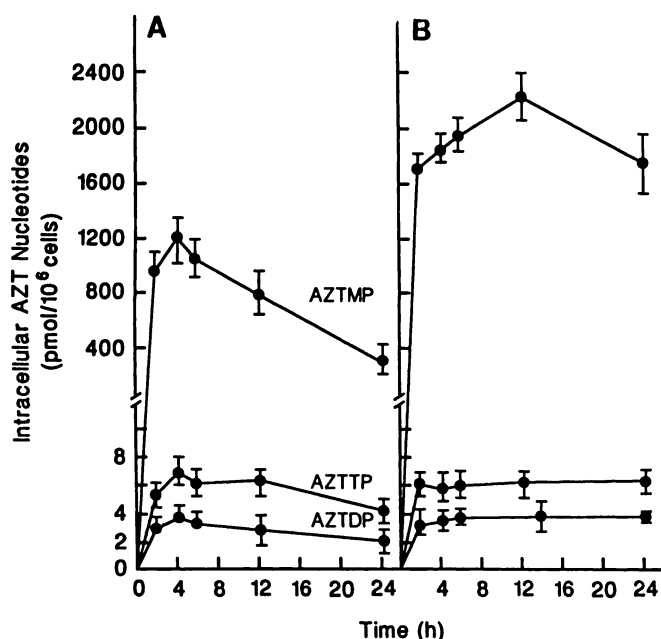 A
B
Intracellular AZT Nucleotides
(pmol/10⁶ cells)
2400
2000
1600
1200
800
400
8
6
4
2
0
AZTMP
AZTTP
AZTDP
0 4 8 12 16 20 24
0 4 8 12 16 20 24
Time (h)